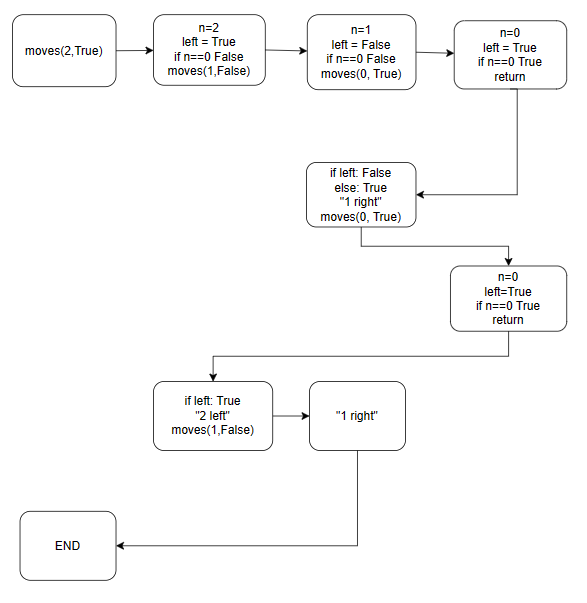 moves(2,True)
n=2
left = True
if n==0 False
moves(1,False)
n=1
left = False
if n==0 False
moves(0, True)
n=0
left = True
if n==0 True
return
if left: False
else: True
"1 right"
moves(0, True)
n=0
left=True
if n==0 True
return
if left: True
"2 left"
moves(1,False)
"1 right"
END